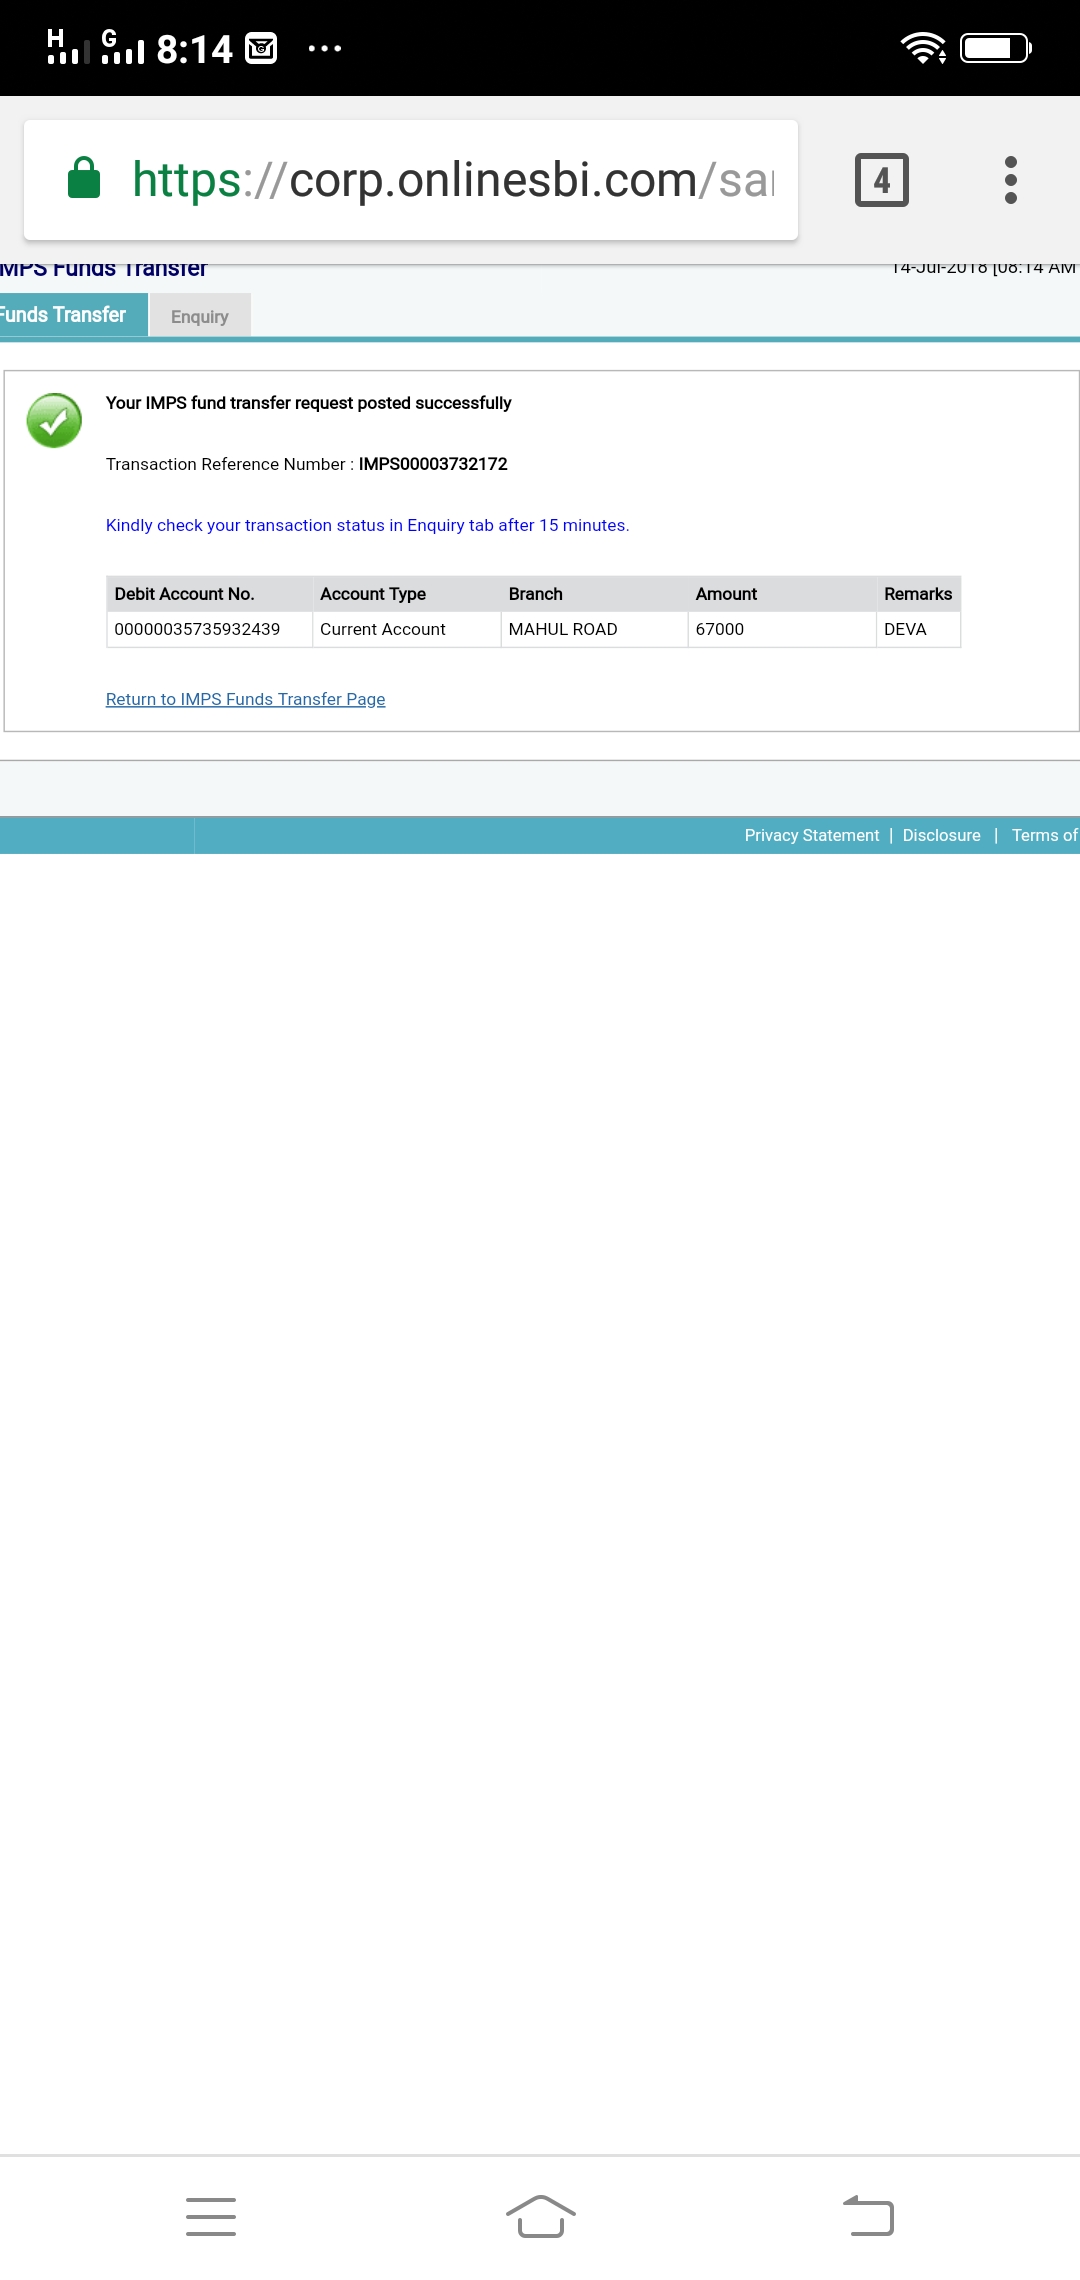 H G 8:14
https://corp.onlinesbi.com/sa
4
MPS Funds Transfer 14-Jul-2018 [08:14 AM
Funds Transfer Enquiry
Your IMPS fund transfer request posted successfully
Transaction Reference Number : IMPS00003732172
Kindly check your transaction status in Enquiry tab after 15 minutes.
Debit Account No. Account Type Branch Amount Remarks
00000035735932439 Current Account MAHUL ROAD 67000 DEVA
Return to IMPS Funds Transfer Page
Privacy Statement | Disclosure | Terms of